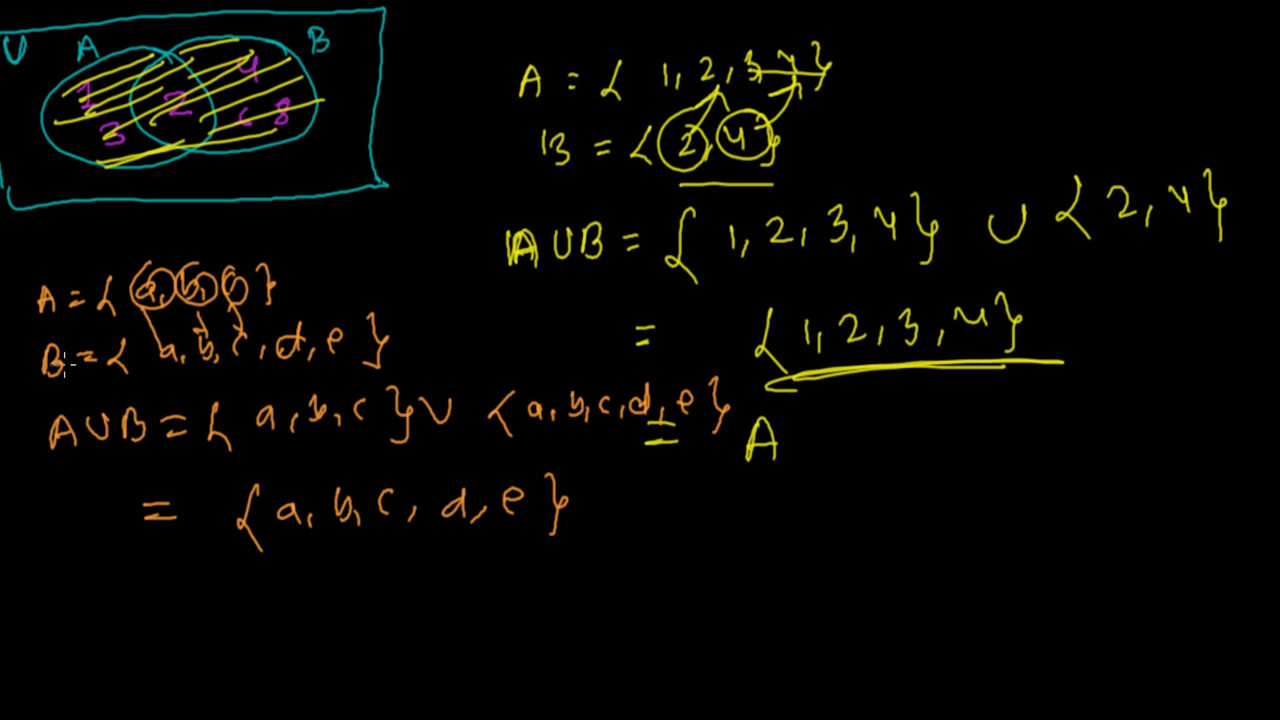 U A B
1 2 4
3 6 8
A = { 1, 2, 3, 4 }
B = { 2, 4 }
A ∪ B = { 1, 2, 3, 4 } ∪ { 2, 4 }
= { 1, 2, 3, 4 }
A
A = { a, b, c }
B = { a, b, c, d, e }
A ∪ B = { a, b, c } ∪ { a, b, c, d, e }
= { a, b, c, d, e }